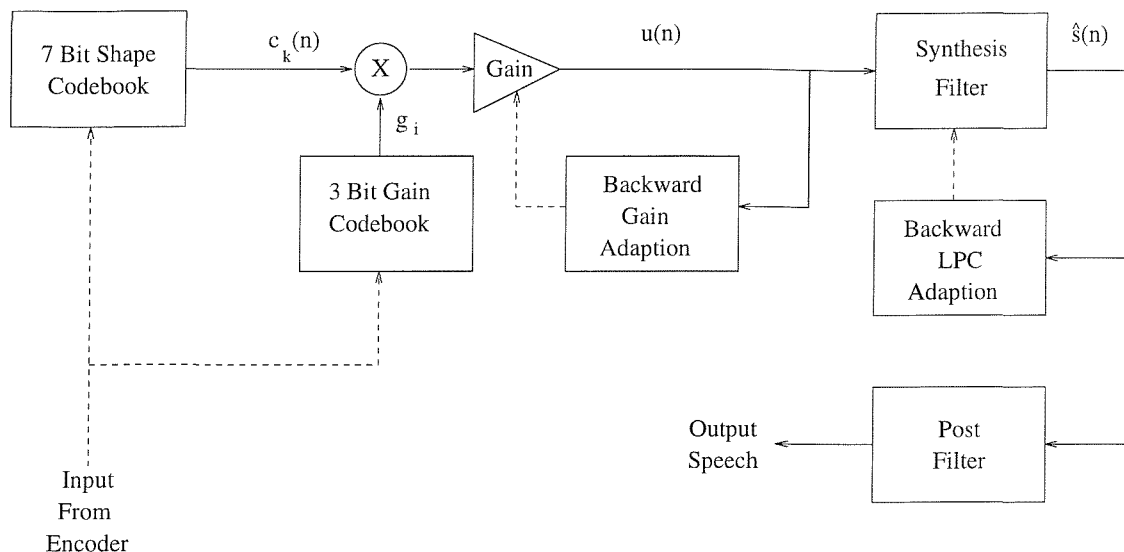 7 Bit Shape
Codebook
c_k(n)
X
g_i
3 Bit Gain
Codebook
Gain
u(n)
Backward
Gain
Adaption
Synthesis
Filter
ŝ(n)
Backward
LPC
Adaption
Post
Filter
Output
Speech
Input
From
Encoder